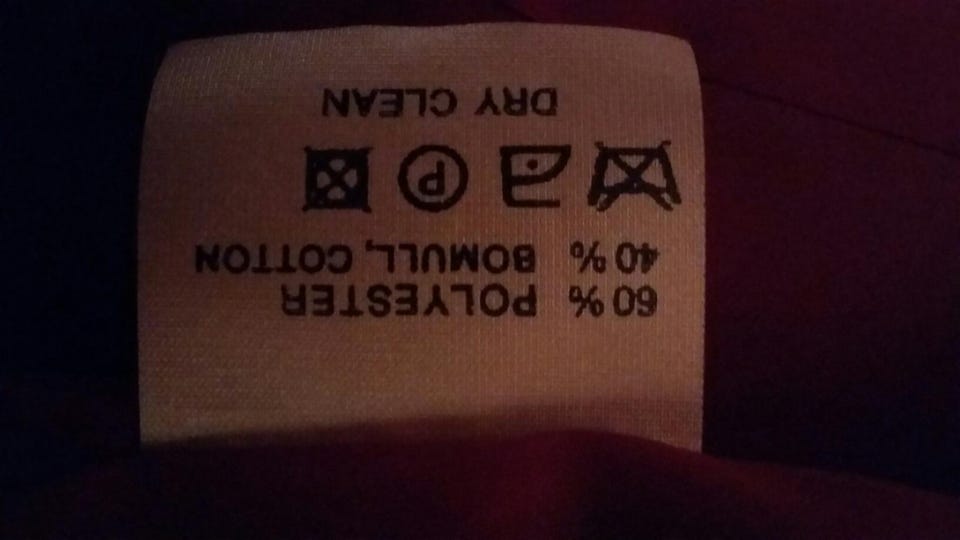 60% POLYESTER
40% BOMULL, COTTON
P
DRY CLEAN